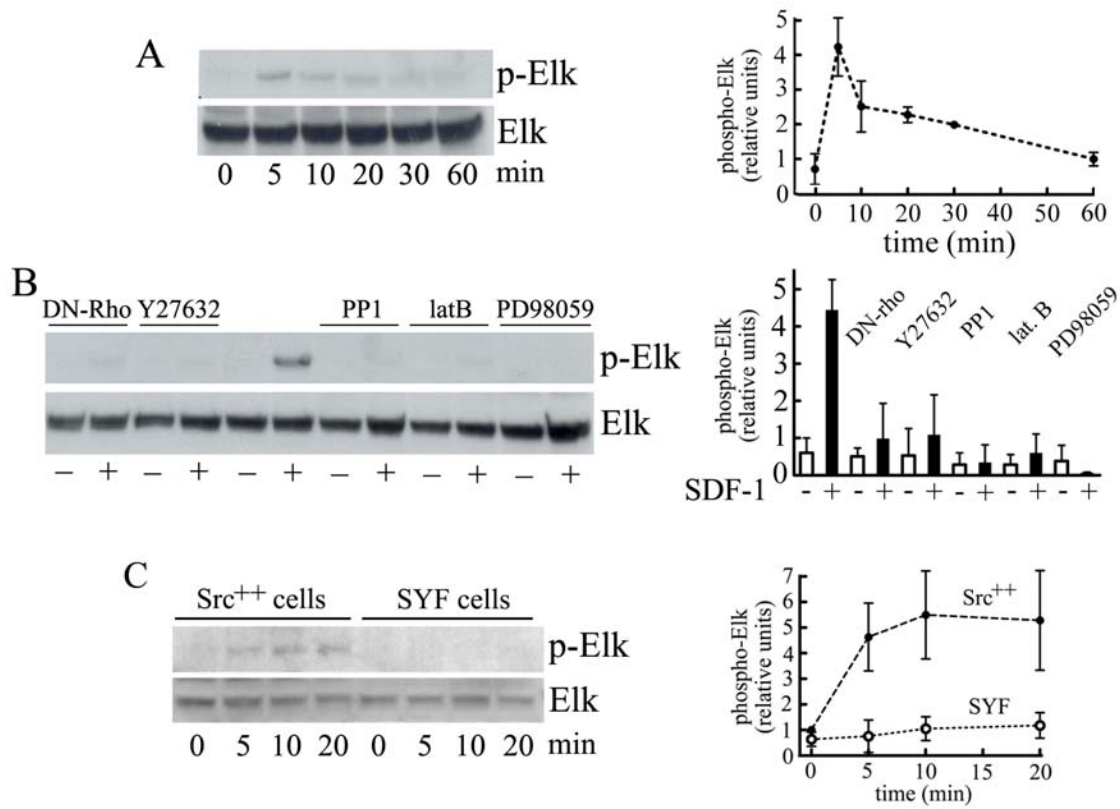 A
p-Elk
Elk
0 5 10 20 30 60 min
phospho-Elk
(relative units)
5
4
3
2
1
0
0 10 20 30 40 50 60
time (min)
B
DN-Rho Y27632 PP1 latB PD98059
p-Elk
Elk
– + – + – + – + – + – +
phospho-Elk
(relative units)
5
4
3
2
1
0
DN-rho
Y27632
PP1
lat. B
PD98059
SDF-1 - + - + - + - + - + - +
C
Src++ cells SYF cells
p-Elk
Elk
0 5 10 20 0 5 10 20 min
phospho-Elk
(relative units)
7
6
5
4
3
2
1
0
Src++
SYF
0 5 10 15 20
time (min)